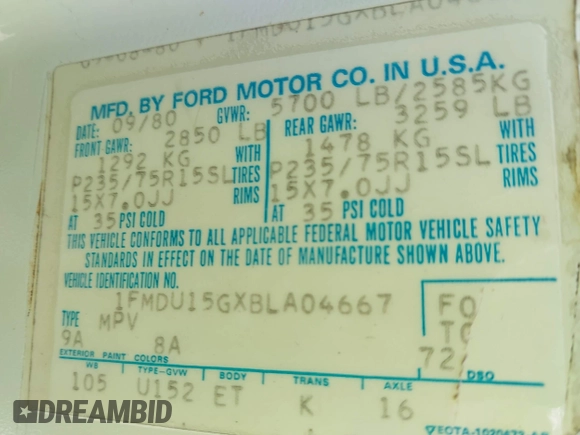 MFD. BY FORD MOTOR CO. IN U.S.A.
DATE: 09/80 GVWR: 5700 LB/2585KG
FRONT GAWR: 2850 LB REAR GAWR: 3259 LB
1292 KG WITH 1478 KG WITH
P235/75R15SL TIRES P235/75R15SL TIRES
15X7.0JJ RIMS 15X7.0JJ RIMS
AT 35 PSI COLD AT 35 PSI COLD
THIS VEHICLE CONFORMS TO ALL APPLICABLE FEDERAL MOTOR VEHICLE SAFETY
STANDARDS IN EFFECT ON THE DATE OF MANUFACTURE SHOWN ABOVE.
VEHICLE IDENTIFICATION NO.
1FMDU15GXBLA04667
TYPE MPV
9A 8A
EXTERIOR PAINT COLORS
72
DSO
WB TYPE-GVW BODY TRANS AXLE
105 U152 ET K 16
DREAMBID